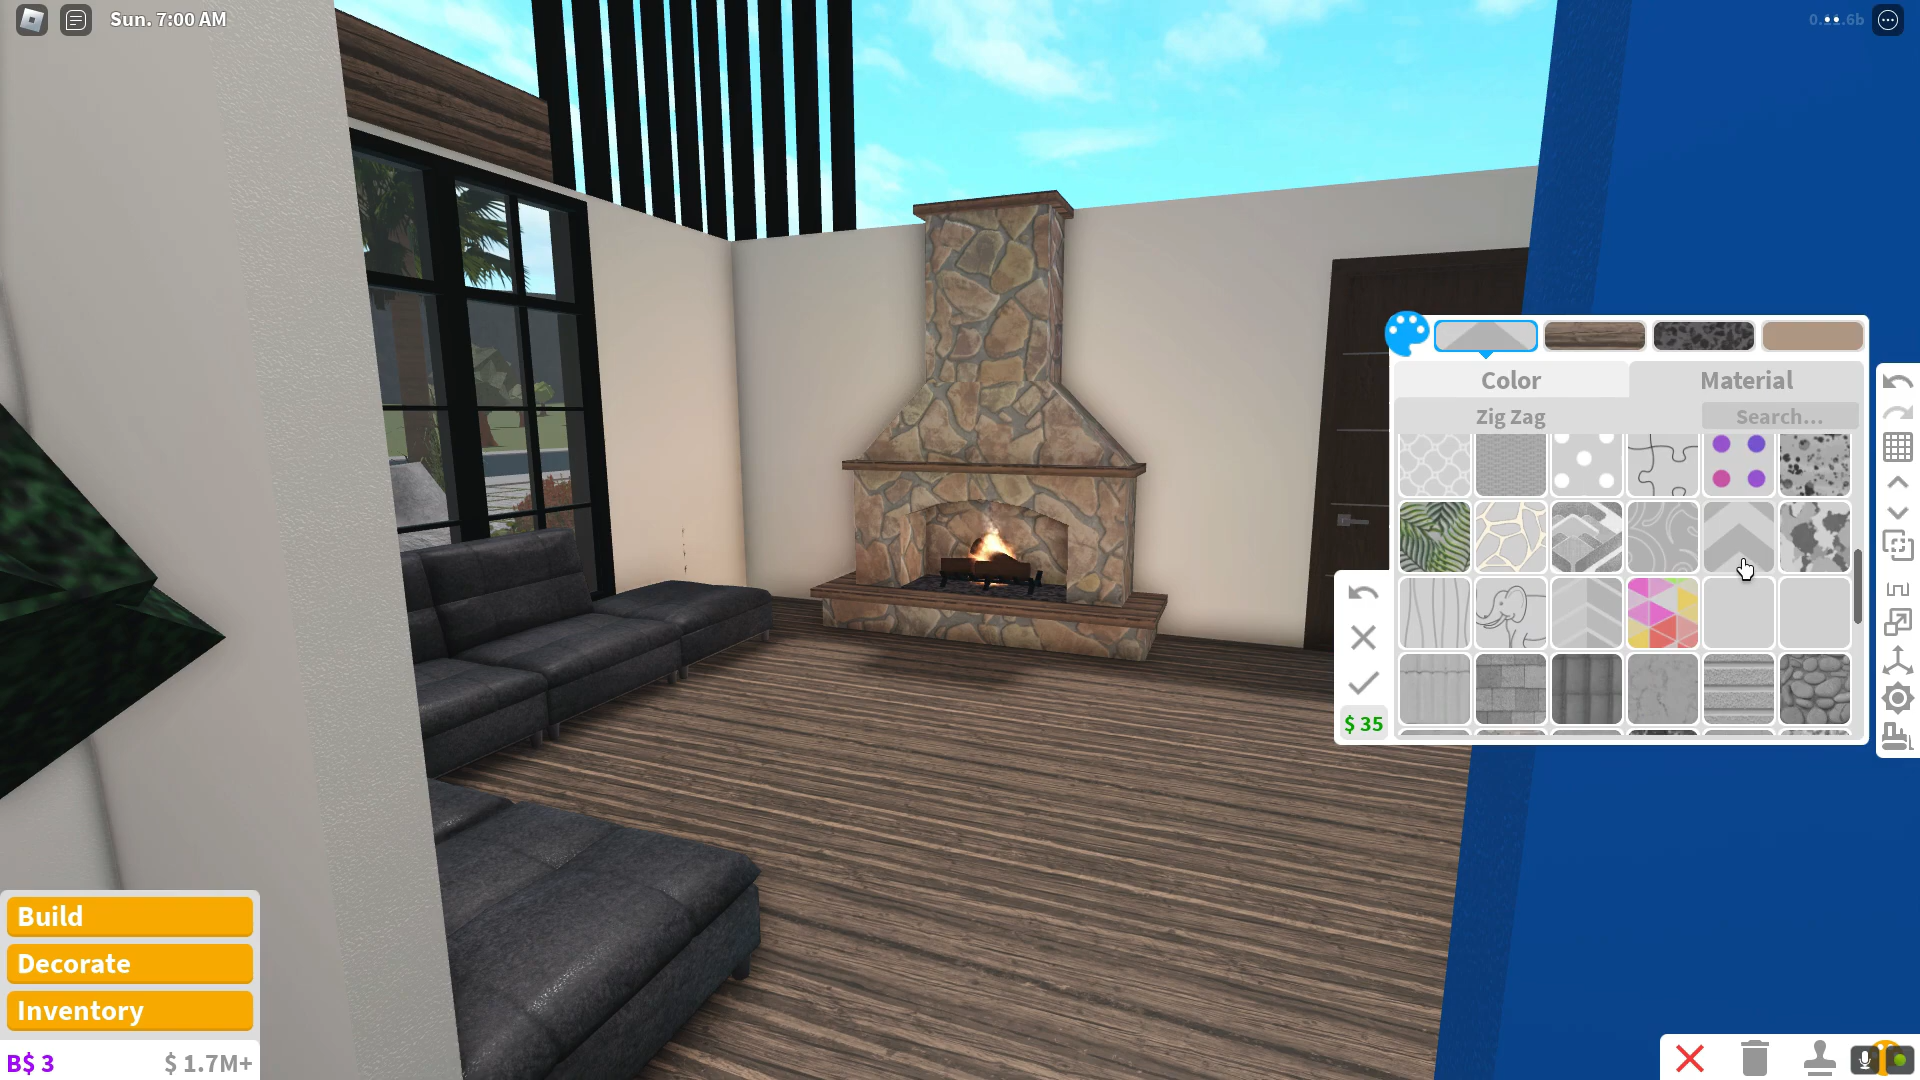 Sun. 7:00 AM
Color
Material
Zig Zag
Search...
$ 35
Build
Decorate
Inventory
B$ 3
$ 1.7M+